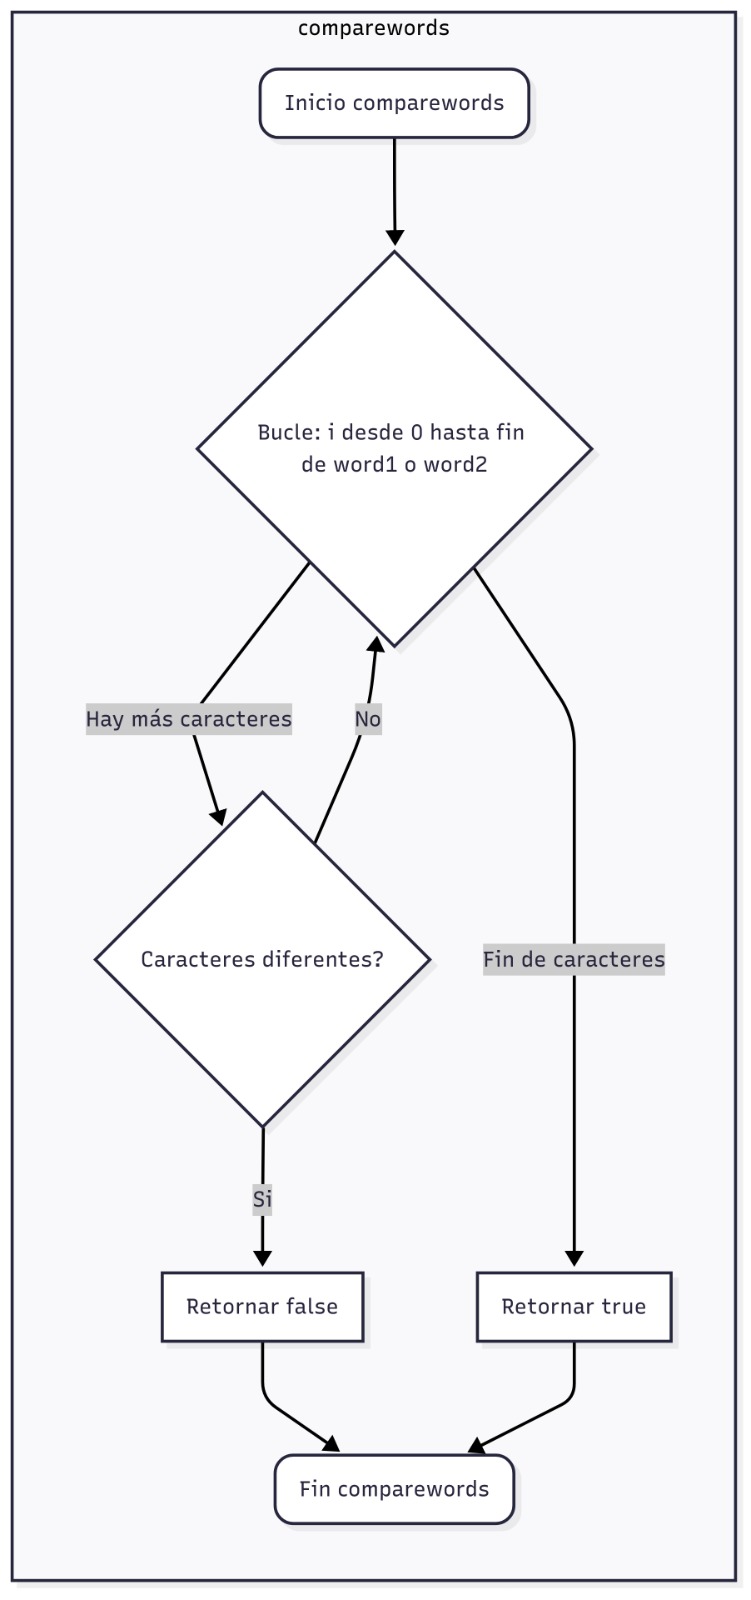 comparewords
Inicio comparewords
Bucle: i desde 0 hasta fin
de word1 o word2
Hay más caracteres
No
Caracteres diferentes?
Fin de caracteres
Si
Retornar false
Retornar true
Fin comparewords